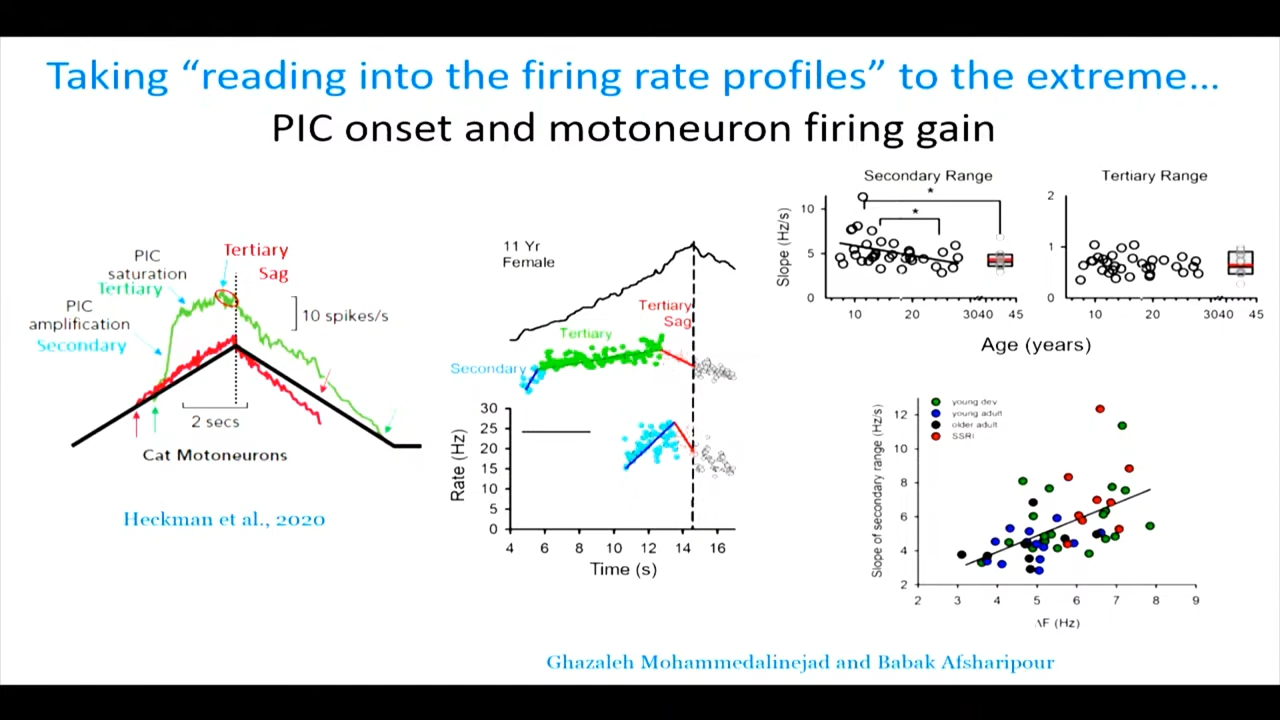 Taking “reading into the firing rate profiles” to the extreme...
PIC onset and motoneuron firing gain
PIC
saturation
Tertiary
Tertiary
Sag
PIC
amplification
Secondary
10 spikes/s
2 secs
Cat Motoneurons
Heckman et al., 2020
11 Yr
Female
Tertiary
Sag
Tertiary
Secondary
30
25
20
15
10
5
0
Rate (Hz)
4 6 8 10 12 14 16
Time (s)
Secondary Range
*
*
10
5
0
Slope (Hz/s)
10 20 3040 45
Tertiary Range
2
1
0
10 20 3040 45
Age (years)
young dev
young adult
older adult
SSRI
12
10
8
6
4
2
Slope of secondary range (Hz/s)
2 3 4 5 6 7 8 9
ΔF (Hz)
Ghazaleh Mohammedalinejad and Babak Afsharipour